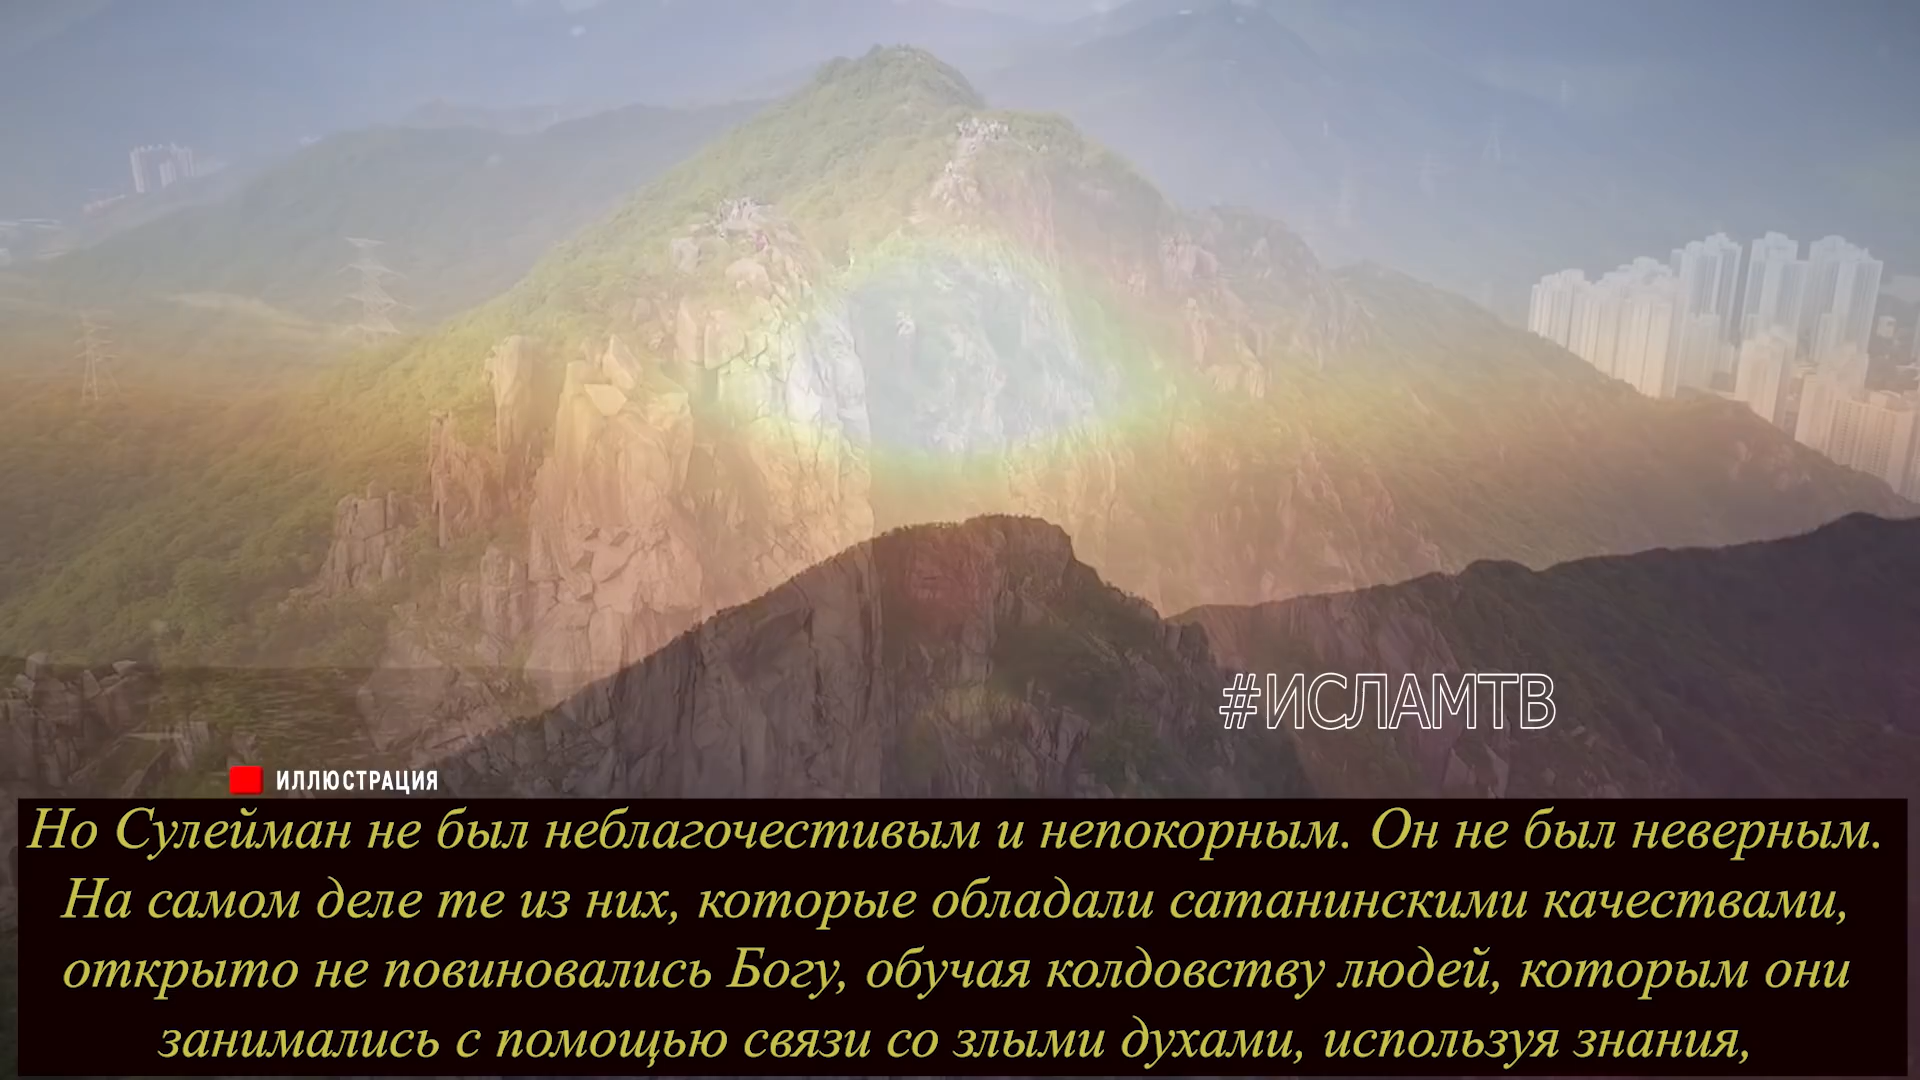 #ИСЛАМТВ
ИЛЛЮСТРАЦИЯ
Но Сулейман не был неблагочестивым и непокорным. Он не был неверным.
На самом деле те из них, которые обладали сатанинскими качествами,
открыто не повиновались Богу, обучая колдовству людей, которым они
занимались с помощью связи со злыми духами, используя знания,